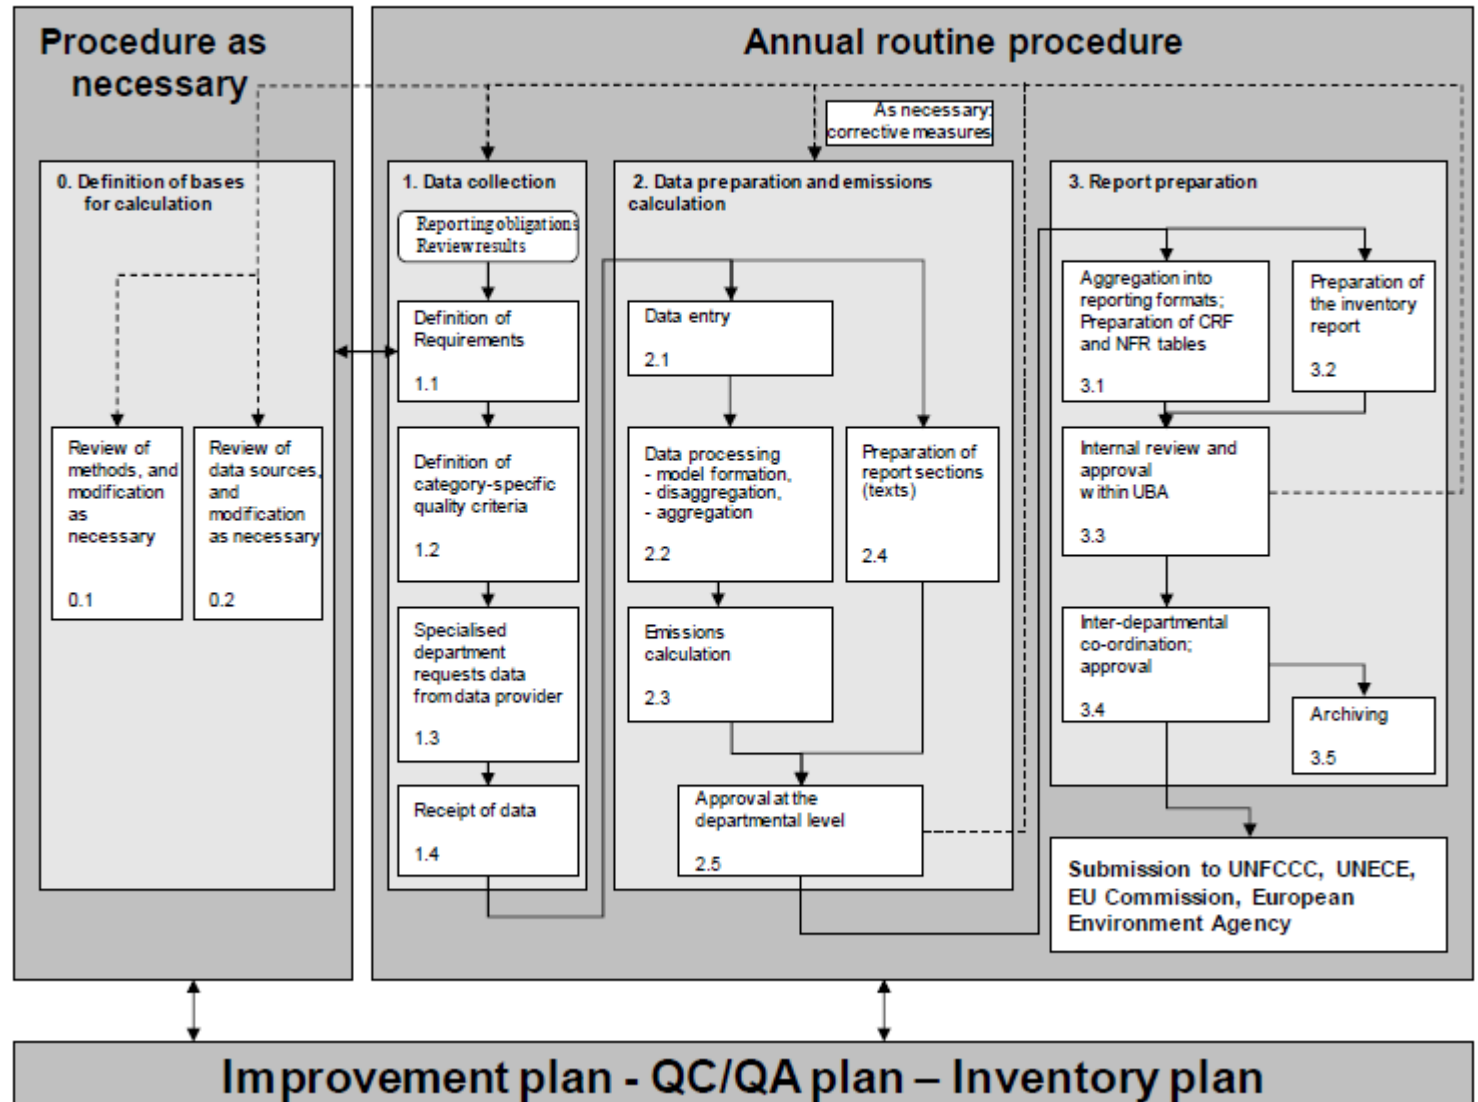 Procedure as
necessary
Annual routine procedure
As necessary:
corrective measures
0. Definition of bases
for calculation
Review of
methods, and
modification
as
necessary
0.1
Review of
data sources,
and
modification
as necessary
0.2
1. Data collection
Reporting obligations
Review results
Definition of
Requirements
1.1
Definition of
category-specific
quality criteria
1.2
Specialised
department
requests data
from data provider
1.3
Receipt of data
1.4
2. Data preparation and emissions
calculation
Data entry
2.1
Data processing
- model formation,
- disaggregation,
- aggregation
2.2
Preparation of
report sections
(texts)
2.4
Emissions
calculation
2.3
Approval at the
departmental level
2.5
3. Report preparation
Aggregation into
reporting formats;
Preparation of CRF
and NFR tables
3.1
Preparation of
the inventory
report
3.2
Internal review and
approval
within UBA
3.3
Inter-departmental
co-ordination;
approval
3.4
Archiving
3.5
Submission to UNFCCC, UNECE,
EU Commission, European
Environment Agency
Improvement plan - QC/QA plan – Inventory plan